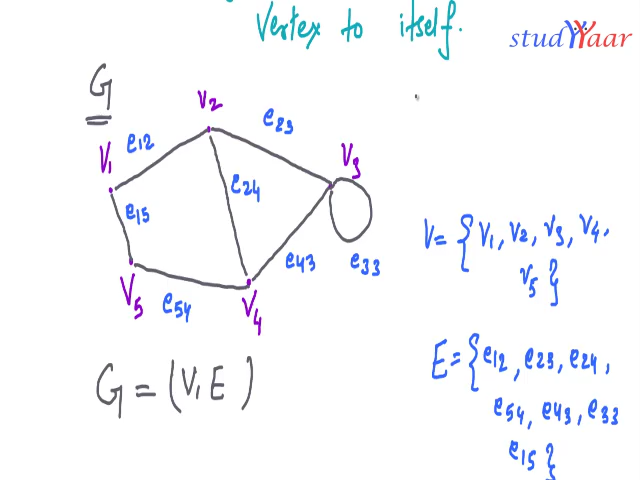 Vertex to itself.
studYYaar
G
v2
e23
e12
V1
V3
e24
e15
V= { V1, V2, V3, V4,
V5 }
e43
e33
V5
e54
V4
G = (V, E )
E= { e12, e23, e24,
e54, e43, e33
e15 }